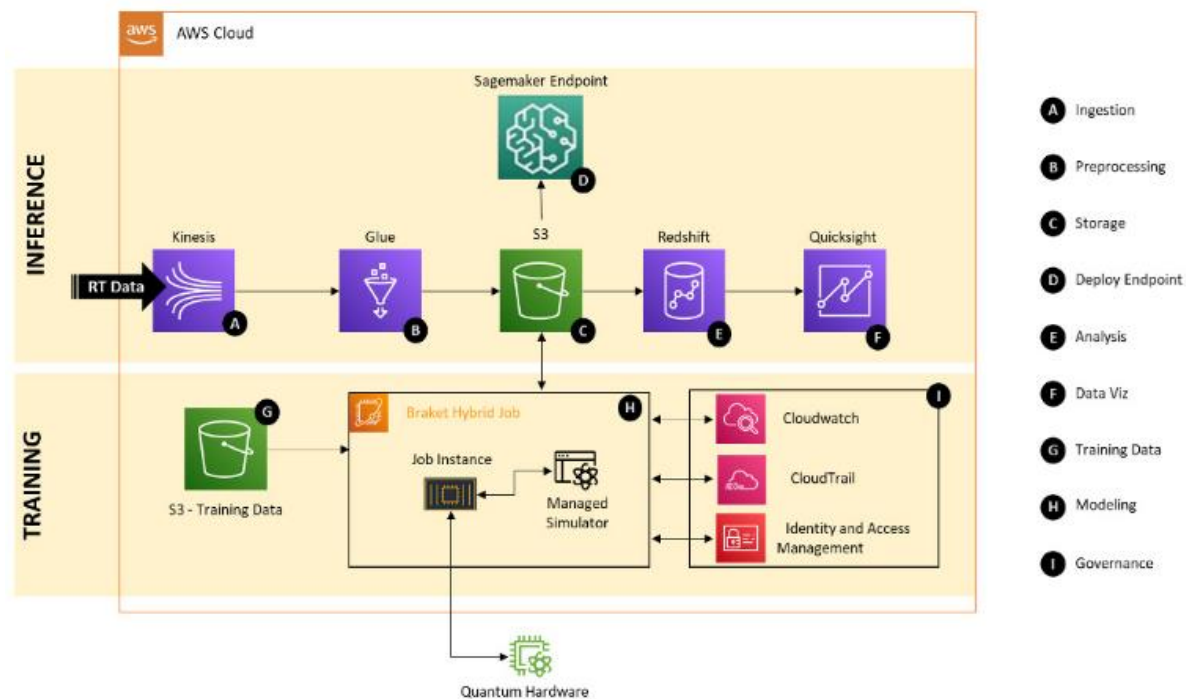 aws
AWS Cloud
INFERENCE
Sagemaker Endpoint
D
Kinesis
Glue
S3
Redshift
Quicksight
RT Data
A
B
C
E
F
TRAINING
G
S3 - Training Data
Braket Hybrid Job
H
Job Instance
Managed
Simulator
I
Cloudwatch
CloudTrail
Identity and Access
Management
Quantum Hardware
A Ingestion
B Preprocessing
C Storage
D Deploy Endpoint
E Analysis
F Data Viz
G Training Data
H Modeling
I Governance